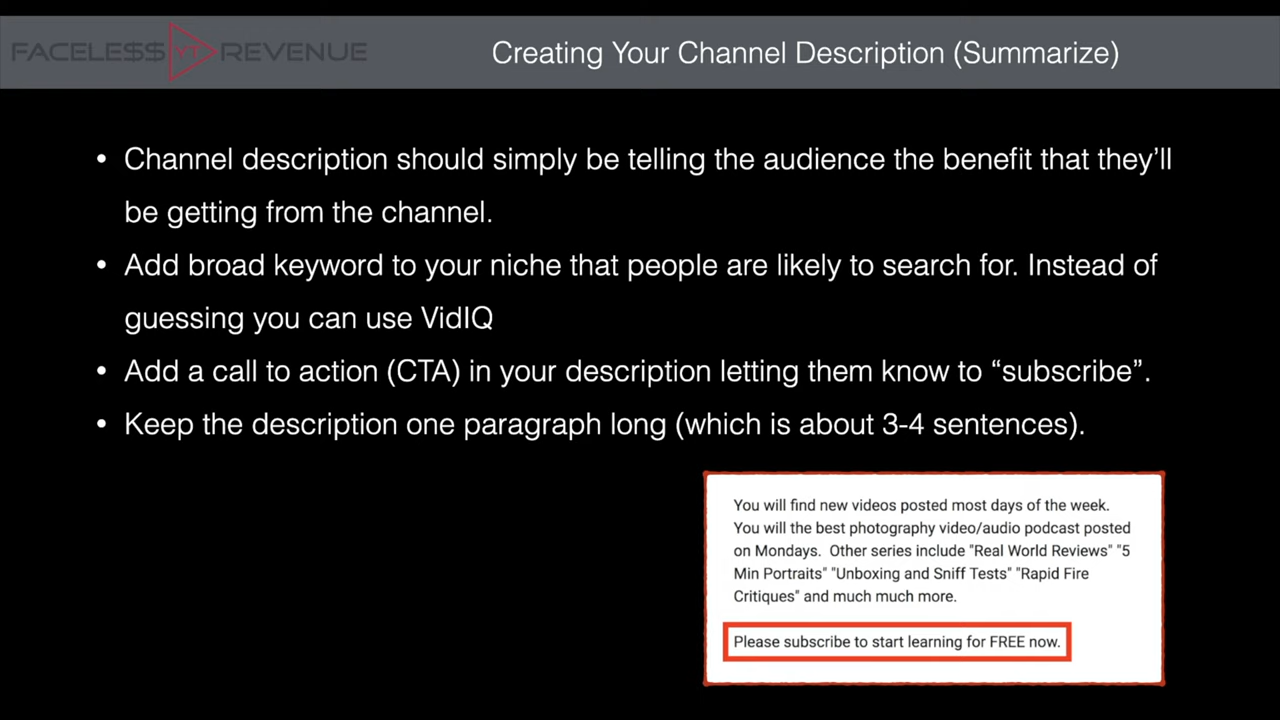 FACELE$$ YT REVENUE
Creating Your Channel Description (Summarize)
• Channel description should simply be telling the audience the benefit that they’ll
be getting from the channel.
• Add broad keyword to your niche that people are likely to search for. Instead of
guessing you can use VidIQ
• Add a call to action (CTA) in your description letting them know to “subscribe”.
• Keep the description one paragraph long (which is about 3-4 sentences).
You will find new videos posted most days of the week.
You will the best photography video/audio podcast posted
on Mondays.  Other series include "Real World Reviews" "5
Min Portraits" "Unboxing and Sniff Tests" "Rapid Fire
Critiques" and much much more.
Please subscribe to start learning for FREE now.